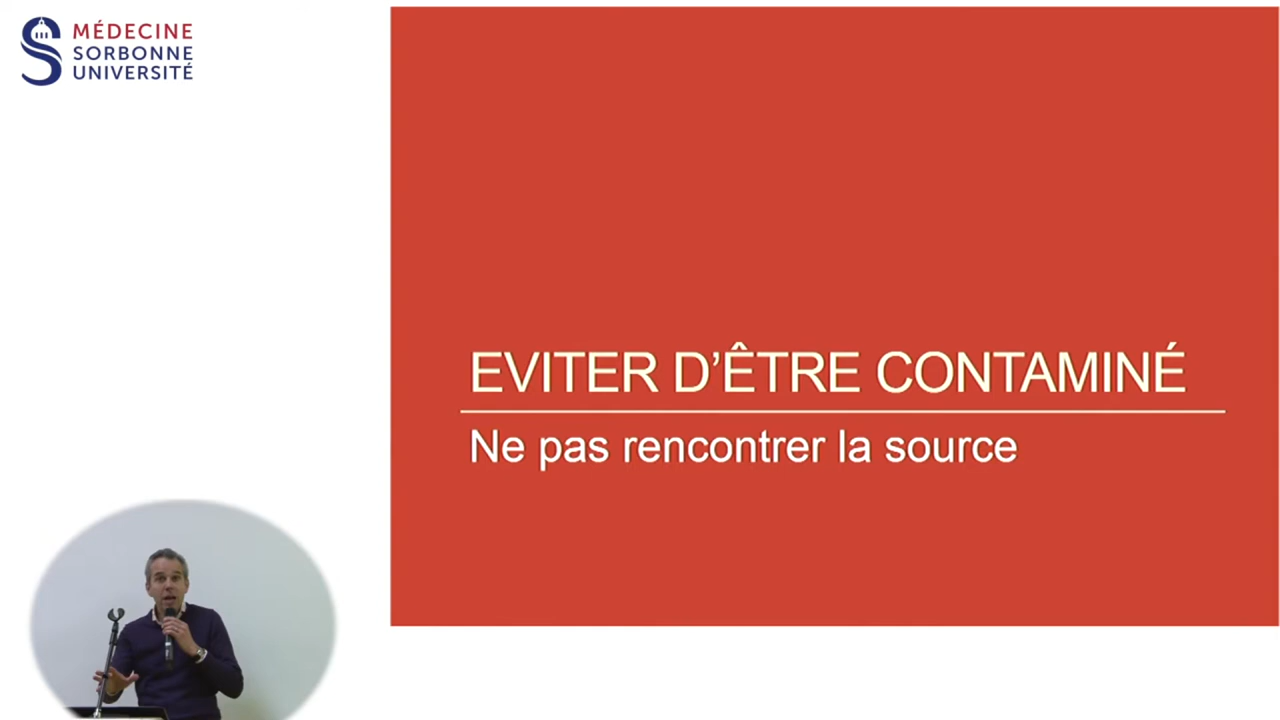 MÉDECINE
SORBONNE
UNIVERSITÉ
EVITER D'ÊTRE CONTAMINÉ
Ne pas rencontrer la source